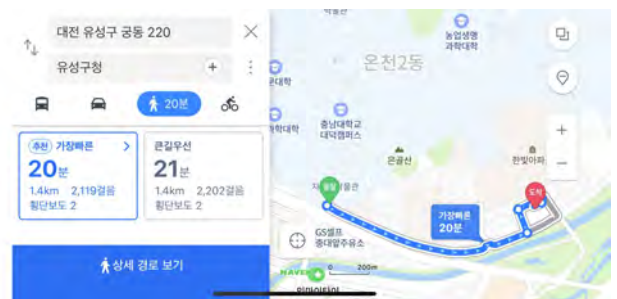 대전 유성구 궁동 220
유성구청
20분
추천 가장빠른 >
20분
1.4km 2,119걸음
횡단보도 2
큰길우선
21분
1.4km 2,202걸음
횡단보도 2
상세 경로 보기
농업생명
과학대학
온천2동
충남대학교
대덕캠퍼스
은골산
한빛아파
출발
도착
가장빠른
20분
GS셀프
충대앞주유소
NAVER
0 200m